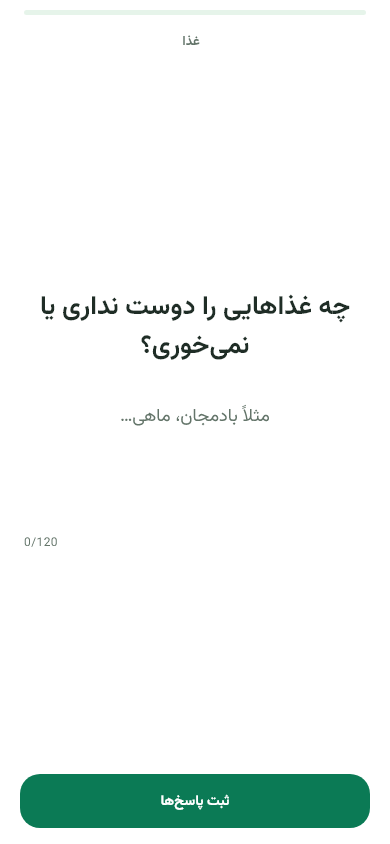 غذا
چه غذاهایی را دوست نداری یا
نمی‌خوری؟
مثلاً بادمجان، ماهی...
0/120
ثبت پاسخ‌ها